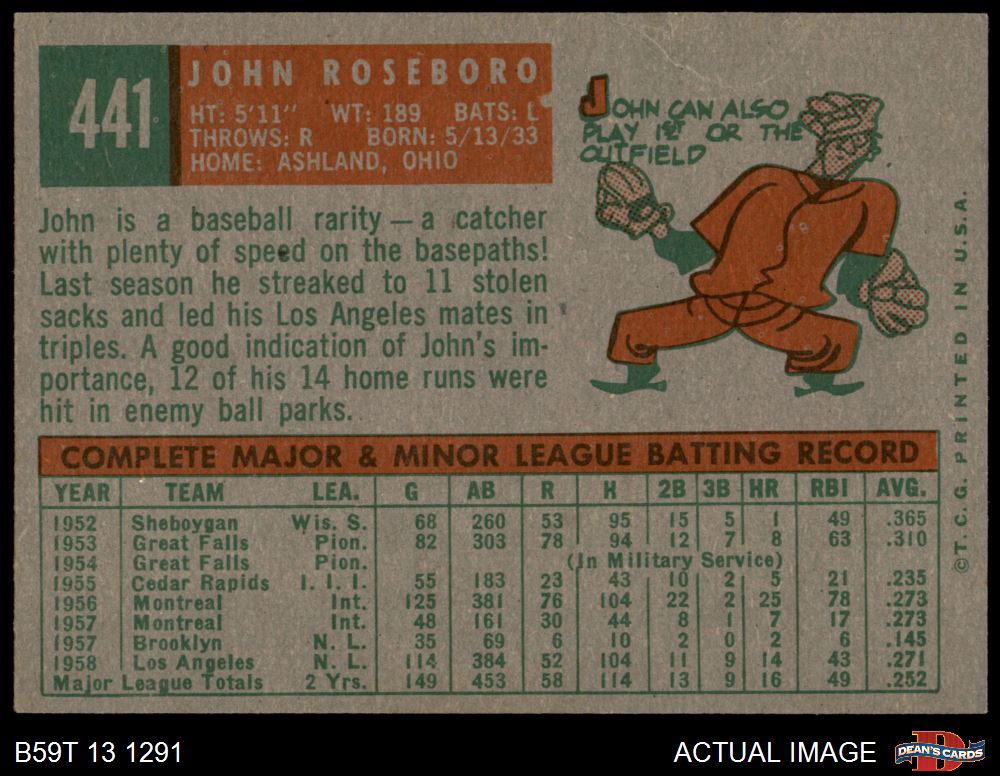 441
JOHN ROSEBORO
HT: 5'11" WT: 189 BATS: L
THROWS: R BORN: 5/13/33
HOME: ASHLAND, OHIO
JOHN CAN ALSO
PLAY 1ST OR THE
OUTFIELD
John is a baseball rarity — a catcher
with plenty of speed on the basepaths!
Last season he streaked to 11 stolen
sacks and led his Los Angeles mates in
triples. A good indication of John's im-
portance, 12 of his 14 home runs were
hit in enemy ball parks.
COMPLETE MAJOR & MINOR LEAGUE BATTING RECORD
YEAR TEAM LEA. G AB R H 2B 3B HR RBI AVG.
1952 Sheboygan Wis. S. 68 260 53 95 15 5 1 49 .365
1953 Great Falls Pion. 82 303 78 94 12 7 8 63 .310
1954 Great Falls Pion. (In Military Service)
1955 Cedar Rapids I. I. I. 55 183 23 43 10 2 5 21 .235
1956 Montreal Int. 125 381 76 104 22 2 25 78 .273
1957 Montreal Int. 48 161 30 44 8 1 7 17 .273
1957 Brooklyn N. L. 35 69 6 10 2 0 2 6 .145
1958 Los Angeles N. L. 114 384 52 104 11 9 14 43 .271
Major League Totals 2 Yrs. 149 453 58 114 13 9 16 49 .252
©T. C. G. PRINTED IN U.S.A.
B59T 13 1291
ACTUAL IMAGE
DEAN'S CARDS